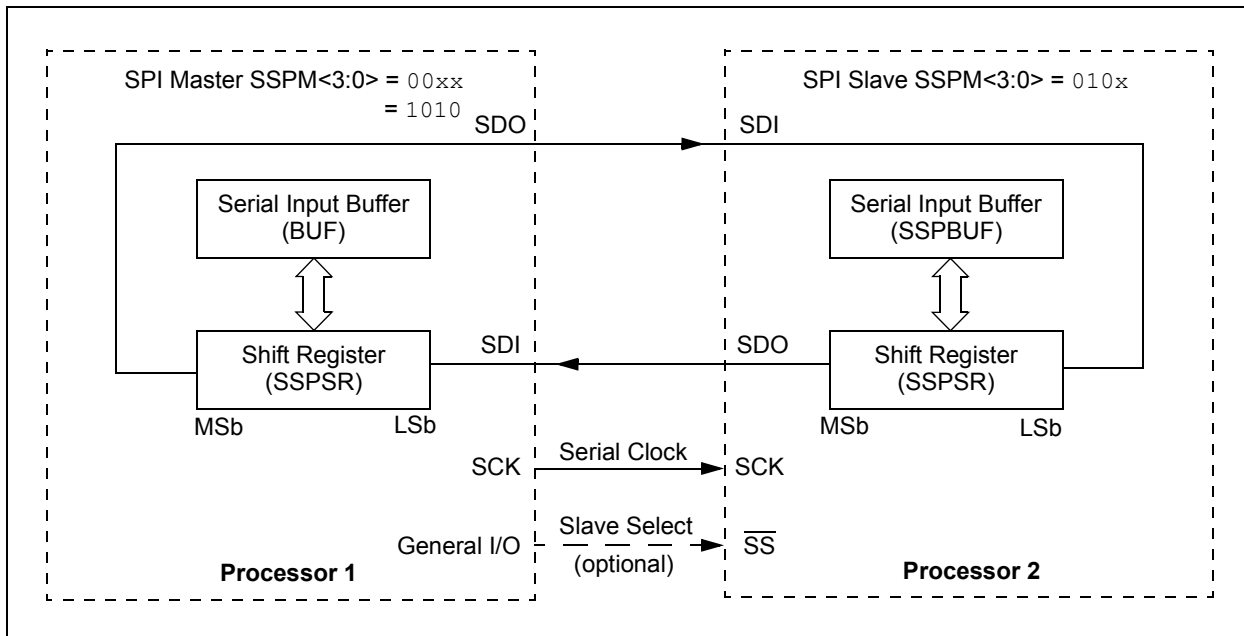 SPI Master SSPM<3:0> = 00xx
= 1010
SPI Slave SSPM<3:0> = 010x
SDO
SDI
Serial Input Buffer
(BUF)
Serial Input Buffer
(SSPBUF)
SDI
SDO
Shift Register
(SSPSR)
Shift Register
(SSPSR)
MSb
LSb
MSb
LSb
SCK
Serial Clock
SCK
General I/O
Slave Select
(optional)
S̅S̅
Processor 1
Processor 2